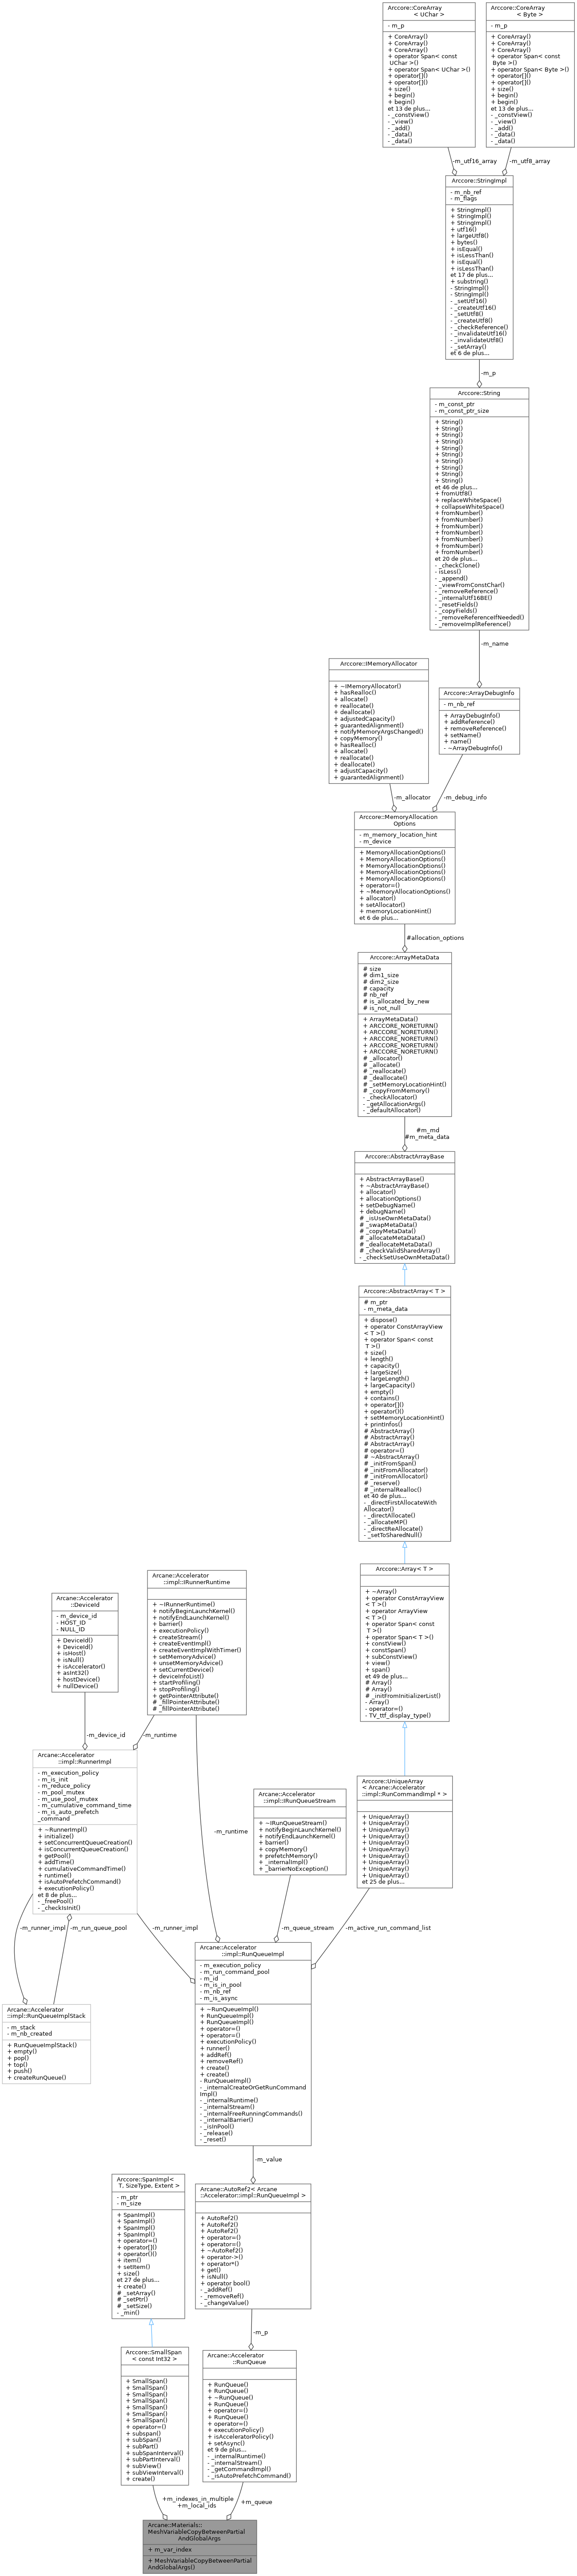 Arccore::CoreArray
< UChar >
- m_p
+ CoreArray()
+ CoreArray()
+ CoreArray()
+ operator Span< const
UChar >()
+ operator Span< UChar >()
+ operator[]()
+ operator[]()
+ size()
+ begin()
+ begin()
et 13 de plus...
- _constView()
- _view()
- _add()
- _data()
- _data()
Arccore::CoreArray
< Byte >
- m_p
+ CoreArray()
+ CoreArray()
+ CoreArray()
+ operator Span< const
Byte >()
+ operator Span< Byte >()
+ operator[]()
+ operator[]()
+ size()
+ begin()
+ begin()
et 13 de plus...
- _constView()
- _view()
- _add()
- _data()
- _data()
-m_utf16_array
-m_utf8_array
Arccore::StringImpl
- m_nb_ref
- m_flags
+ StringImpl()
+ StringImpl()
+ StringImpl()
+ utf16()
+ largeUtf8()
+ bytes()
+ isEqual()
+ isLessThan()
+ isEqual()
+ isLessThan()
et 17 de plus...
+ substring()
- StringImpl()
- StringImpl()
- _setUtf16()
- _createUtf16()
- _setUtf8()
- _createUtf8()
- _checkReference()
- _invalidateUtf16()
- _invalidateUtf8()
- _setArray()
et 6 de plus...
-m_p
Arccore::String
- m_const_ptr
- m_const_ptr_size
+ String()
+ String()
+ String()
+ String()
+ String()
+ String()
+ String()
+ String()
+ String()
+ String()
et 46 de plus...
+ fromUtf8()
+ replaceWhiteSpace()
+ collapseWhiteSpace()
+ fromNumber()
+ fromNumber()
+ fromNumber()
+ fromNumber()
+ fromNumber()
+ fromNumber()
+ fromNumber()
et 20 de plus...
- _checkClone()
- isLess()
- _append()
- _viewFromConstChar()
- _removeReference()
- _internalUtf16BE()
- _resetFields()
- _copyFields()
- _removeReferenceIfNeeded()
- _removeImplReference()
-m_name
Arccore::IMemoryAllocator
+ ~IMemoryAllocator()
+ hasRealloc()
+ allocate()
+ reallocate()
+ deallocate()
+ adjustedCapacity()
+ guarantedAlignment()
+ notifyMemoryArgsChanged()
+ copyMemory()
+ hasRealloc()
+ allocate()
+ reallocate()
+ deallocate()
+ adjustCapacity()
+ guarantedAlignment()
Arccore::ArrayDebugInfo
- m_nb_ref
+ ArrayDebugInfo()
+ addReference()
+ removeReference()
+ setName()
+ name()
- ~ArrayDebugInfo()
-m_allocator
-m_debug_info
Arccore::MemoryAllocation
Options
- m_memory_location_hint
- m_device
+ MemoryAllocationOptions()
+ MemoryAllocationOptions()
+ MemoryAllocationOptions()
+ MemoryAllocationOptions()
+ MemoryAllocationOptions()
+ operator=()
+ ~MemoryAllocationOptions()
+ allocator()
+ setAllocator()
+ memoryLocationHint()
et 6 de plus...
#allocation_options
Arccore::ArrayMetaData
# size
# dim1_size
# dim2_size
# capacity
# nb_ref
# is_allocated_by_new
# is_not_null
+ ArrayMetaData()
+ ARCCORE_NORETURN()
+ ARCCORE_NORETURN()
+ ARCCORE_NORETURN()
+ ARCCORE_NORETURN()
+ ARCCORE_NORETURN()
# _allocator()
# _allocate()
# _reallocate()
# _deallocate()
# _setMemoryLocationHint()
# _copyFromMemory()
- _checkAllocator()
- _getAllocationArgs()
- _defaultAllocator()
#m_md
#m_meta_data
Arccore::AbstractArrayBase
+ AbstractArrayBase()
+ ~AbstractArrayBase()
+ allocator()
+ allocationOptions()
+ setDebugName()
+ debugName()
# _isUseOwnMetaData()
# _swapMetaData()
# _copyMetaData()
# _allocateMetaData()
# _deallocateMetaData()
# _checkValidSharedArray()
- _checkSetUseOwnMetaData()
Arccore::AbstractArray< T >
# m_ptr
- m_meta_data
+ dispose()
+ operator ConstArrayView
< T >()
+ operator Span< const
T >()
+ size()
+ length()
+ capacity()
+ largeSize()
+ largeLength()
+ largeCapacity()
+ empty()
+ contains()
+ operator[]()
+ operator()()
+ setMemoryLocationHint()
+ printInfos()
# AbstractArray()
# AbstractArray()
# AbstractArray()
# operator=()
# ~AbstractArray()
# _initFromSpan()
# _initFromAllocator()
# _initFromAllocator()
# _reserve()
# _internalRealloc()
et 40 de plus...
- _directFirstAllocateWith
Allocator()
- _directAllocate()
- _allocateMP()
- _directReAllocate()
- _setToSharedNull()
Arccore::Array< T >
+ ~Array()
+ operator ConstArrayView
< T >()
+ operator ArrayView
< T >()
+ operator Span< const
T >()
+ operator Span< T >()
+ constView()
+ constSpan()
+ subConstView()
+ view()
+ span()
et 49 de plus...
# Array()
# Array()
# _initFromInitializerList()
- Array()
- operator=()
- TV_ttf_display_type()
Arcane::Accelerator
::DeviceId
- m_device_id
- HOST_ID
- NULL_ID
+ DeviceId()
+ DeviceId()
+ isHost()
+ isNull()
+ isAccelerator()
+ asInt32()
+ hostDevice()
+ nullDevice()
Arcane::Accelerator
::impl::IRunnerRuntime
+ ~IRunnerRuntime()
+ notifyBeginLaunchKernel()
+ notifyEndLaunchKernel()
+ barrier()
+ executionPolicy()
+ createStream()
+ createEventImpl()
+ createEventImplWithTimer()
+ setMemoryAdvice()
+ unsetMemoryAdvice()
+ setCurrentDevice()
+ deviceInfoList()
+ startProfiling()
+ stopProfiling()
+ getPointerAttribute()
# _fillPointerAttribute()
# _fillPointerAttribute()
-m_device_id
-m_runtime
Arcane::Accelerator
::impl::RunnerImpl
- m_execution_policy
- m_is_init
- m_reduce_policy
- m_pool_mutex
- m_use_pool_mutex
- m_cumulative_command_time
- m_is_auto_prefetch
_command
+ ~RunnerImpl()
+ initialize()
+ setConcurrentQueueCreation()
+ isConcurrentQueueCreation()
+ getPool()
+ addTime()
+ cumulativeCommandTime()
+ runtime()
+ isAutoPrefetchCommand()
+ executionPolicy()
et 8 de plus...
- _freePool()
- _checkIsInit()
-m_runtime
Arcane::Accelerator
::impl::IRunQueueStream
+ ~IRunQueueStream()
+ notifyBeginLaunchKernel()
+ notifyEndLaunchKernel()
+ barrier()
+ copyMemory()
+ prefetchMemory()
+ _internalImpl()
+ _barrierNoException()
Arccore::UniqueArray
< Arcane::Accelerator
::impl::RunCommandImpl * >
+ UniqueArray()
+ UniqueArray()
+ UniqueArray()
+ UniqueArray()
+ UniqueArray()
+ UniqueArray()
+ UniqueArray()
+ UniqueArray()
+ UniqueArray()
+ UniqueArray()
et 25 de plus...
-m_runner_impl
-m_run_queue_pool
-m_runner_impl
-m_queue_stream
-m_active_run_command_list
Arcane::Accelerator
::impl::RunQueueImplStack
- m_stack
- m_nb_created
+ RunQueueImplStack()
+ empty()
+ pop()
+ top()
+ push()
+ createRunQueue()
Arcane::Accelerator
::impl::RunQueueImpl
- m_execution_policy
- m_run_command_pool
- m_id
- m_is_in_pool
- m_nb_ref
- m_is_async
+ ~RunQueueImpl()
+ RunQueueImpl()
+ RunQueueImpl()
+ operator=()
+ operator=()
+ executionPolicy()
+ runner()
+ addRef()
+ removeRef()
+ create()
+ create()
- RunQueueImpl()
- _internalCreateOrGetRunCommand
Impl()
- _internalRuntime()
- _internalStream()
- _internalFreeRunningCommands()
- _internalBarrier()
- _isInPool()
- _release()
- _reset()
-m_value
Arccore::SpanImpl<
T, SizeType, Extent >
- m_ptr
- m_size
+ SpanImpl()
+ SpanImpl()
+ SpanImpl()
+ SpanImpl()
+ operator=()
+ operator[]()
+ operator()()
+ item()
+ setItem()
+ size()
et 27 de plus...
+ create()
# _setArray()
# _setPtr()
# _setSize()
- _min()
Arcane::AutoRef2< Arcane
::Accelerator::impl::RunQueueImpl >
+ AutoRef2()
+ AutoRef2()
+ AutoRef2()
+ operator=()
+ operator=()
+ ~AutoRef2()
+ operator->()
+ operator*()
+ get()
+ isNull()
+ operator bool()
- _addRef()
- _removeRef()
- _changeValue()
-m_p
Arccore::SmallSpan
< const Int32 >
+ SmallSpan()
+ SmallSpan()
+ SmallSpan()
+ SmallSpan()
+ SmallSpan()
+ SmallSpan()
+ SmallSpan()
+ operator=()
+ subspan()
+ subSpan()
+ subPart()
+ subSpanInterval()
+ subPartInterval()
+ subView()
+ subViewInterval()
+ create()
Arcane::Accelerator
::RunQueue
+ RunQueue()
+ RunQueue()
+ ~RunQueue()
+ RunQueue()
+ operator=()
+ RunQueue()
+ operator=()
+ executionPolicy()
+ isAcceleratorPolicy()
+ setAsync()
et 9 de plus...
- _internalRuntime()
- _internalStream()
- _getCommandImpl()
- _isAutoPrefetchCommand()
+m_indexes_in_multiple
+m_local_ids
+m_queue
Arcane::Materials::
MeshVariableCopyBetweenPartial
AndGlobalArgs
+ m_var_index
+ MeshVariableCopyBetweenPartial
AndGlobalArgs()